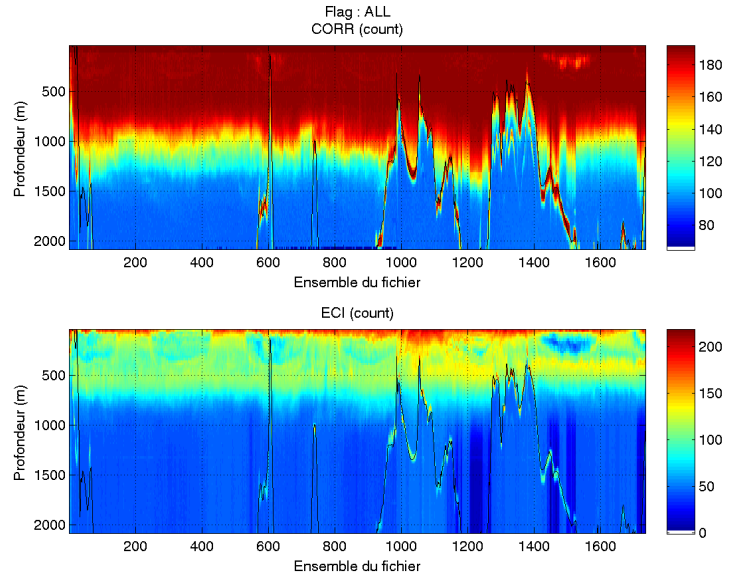 Flag : ALL
CORR (count)
Profondeur (m)
500
1000
1500
2000
200 400 600 800 1000 1200 1400 1600
Ensemble du fichier
180
160
140
120
100
80
ECI (count)
Profondeur (m)
500
1000
1500
2000
200 400 600 800 1000 1200 1400 1600
Ensemble du fichier
200
150
100
50
0